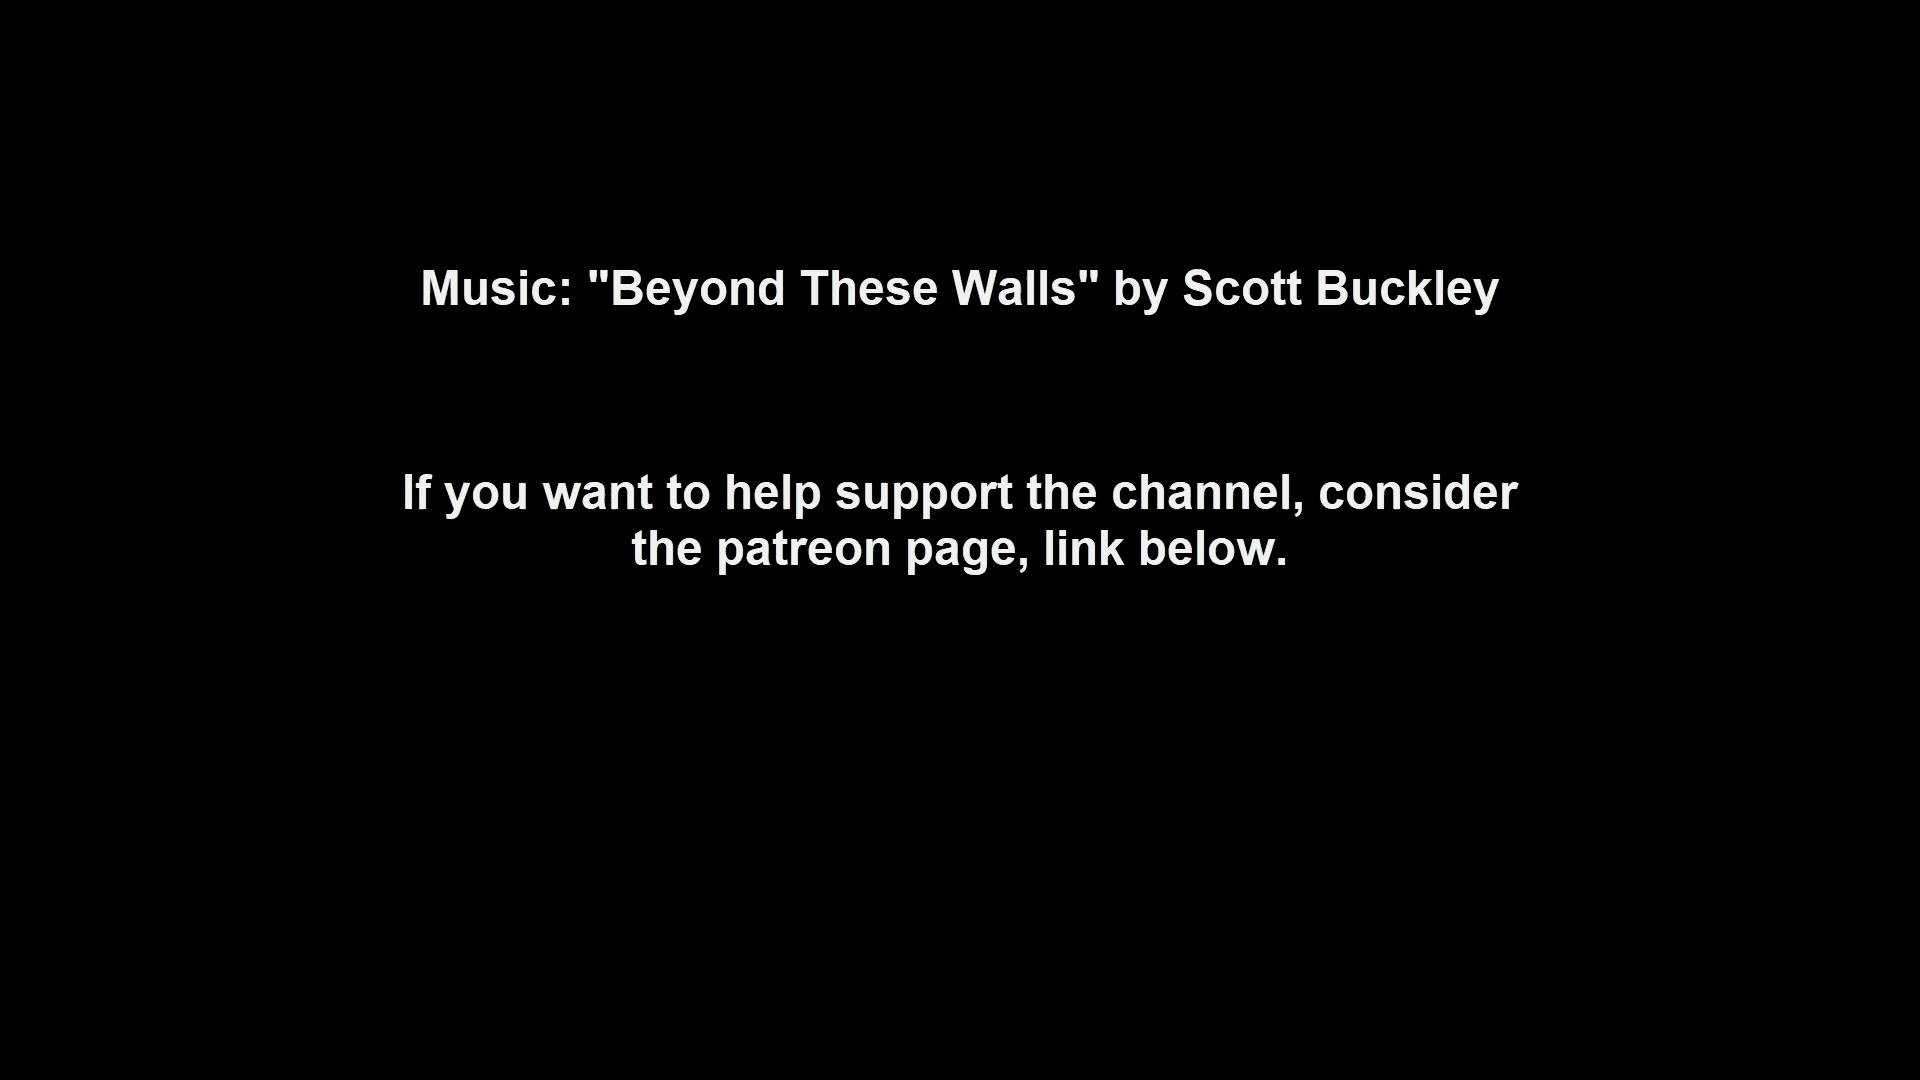 Music: "Beyond These Walls" by Scott Buckley
If you want to help support the channel, consider
the patreon page, link below.